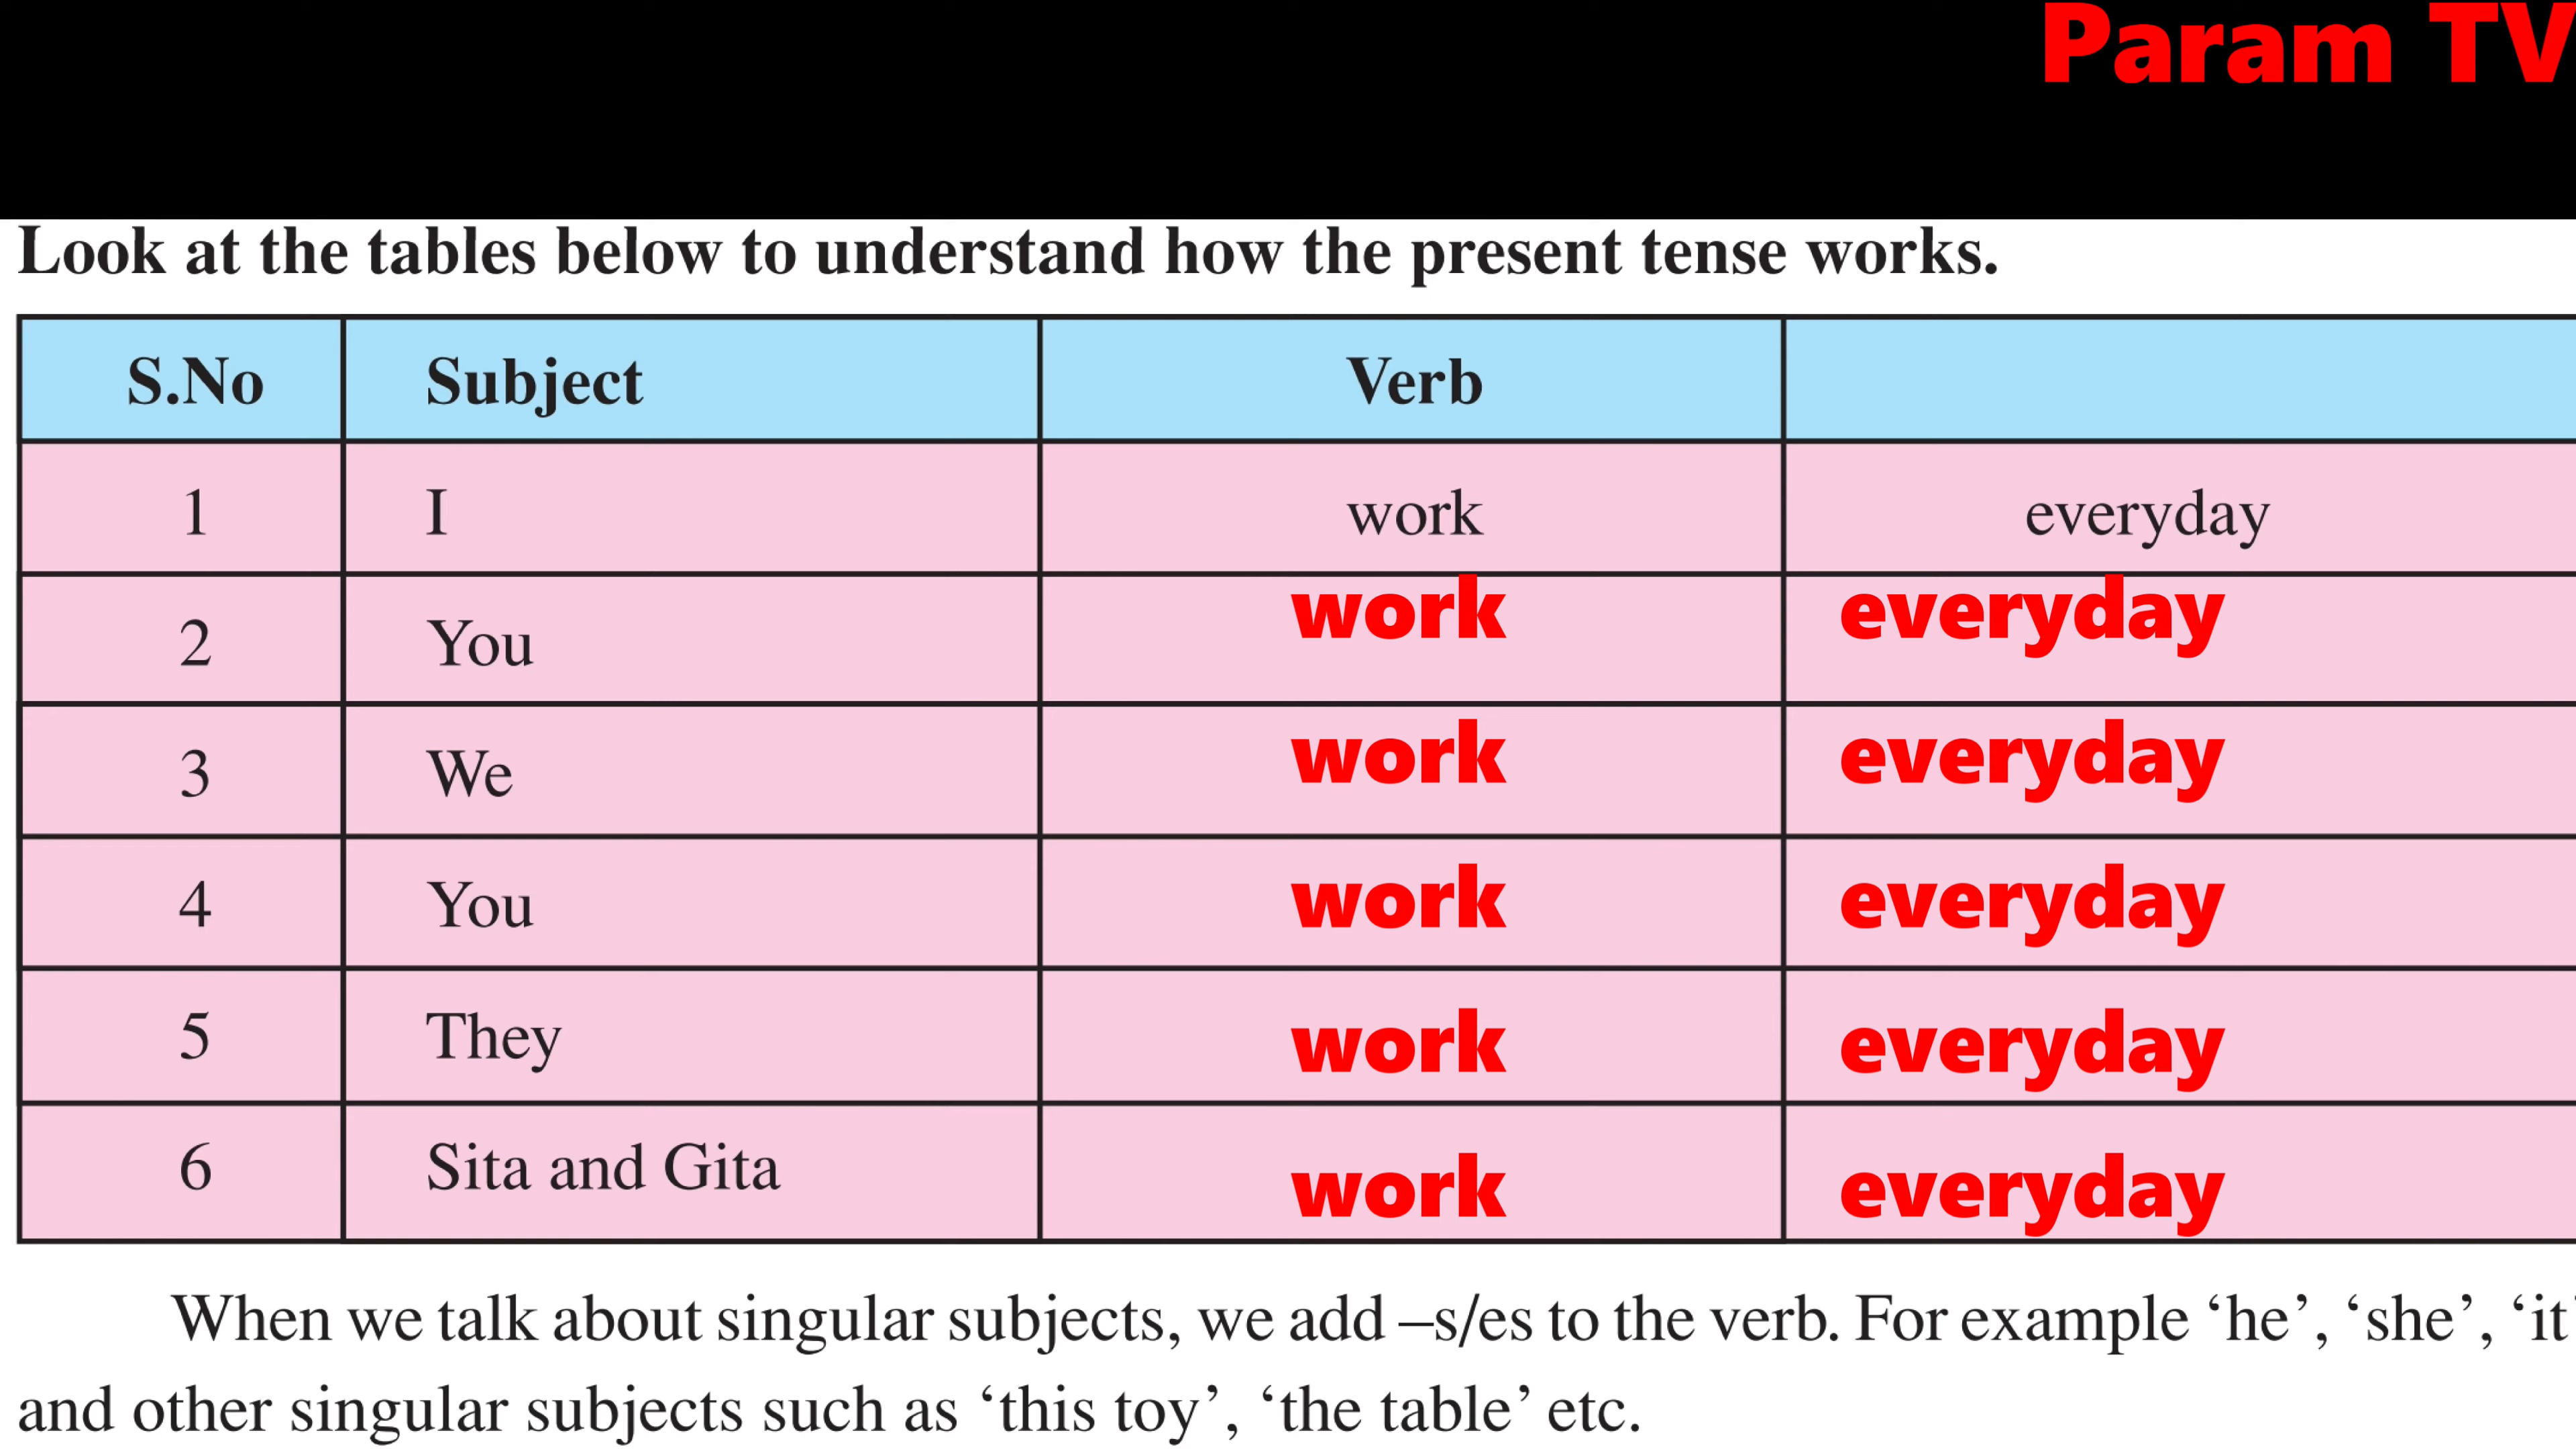 Param TV
Look at the tables below to understand how the present tense works.
S.No Subject Verb
1 I work everyday
2 You work everyday
3 We work everyday
4 You work everyday
5 They work everyday
6 Sita and Gita work everyday
When we talk about singular subjects, we add –s/es to the verb. For example ‘he’, ‘she’, ‘it’
and other singular subjects such as ‘this toy’, ‘the table’ etc.